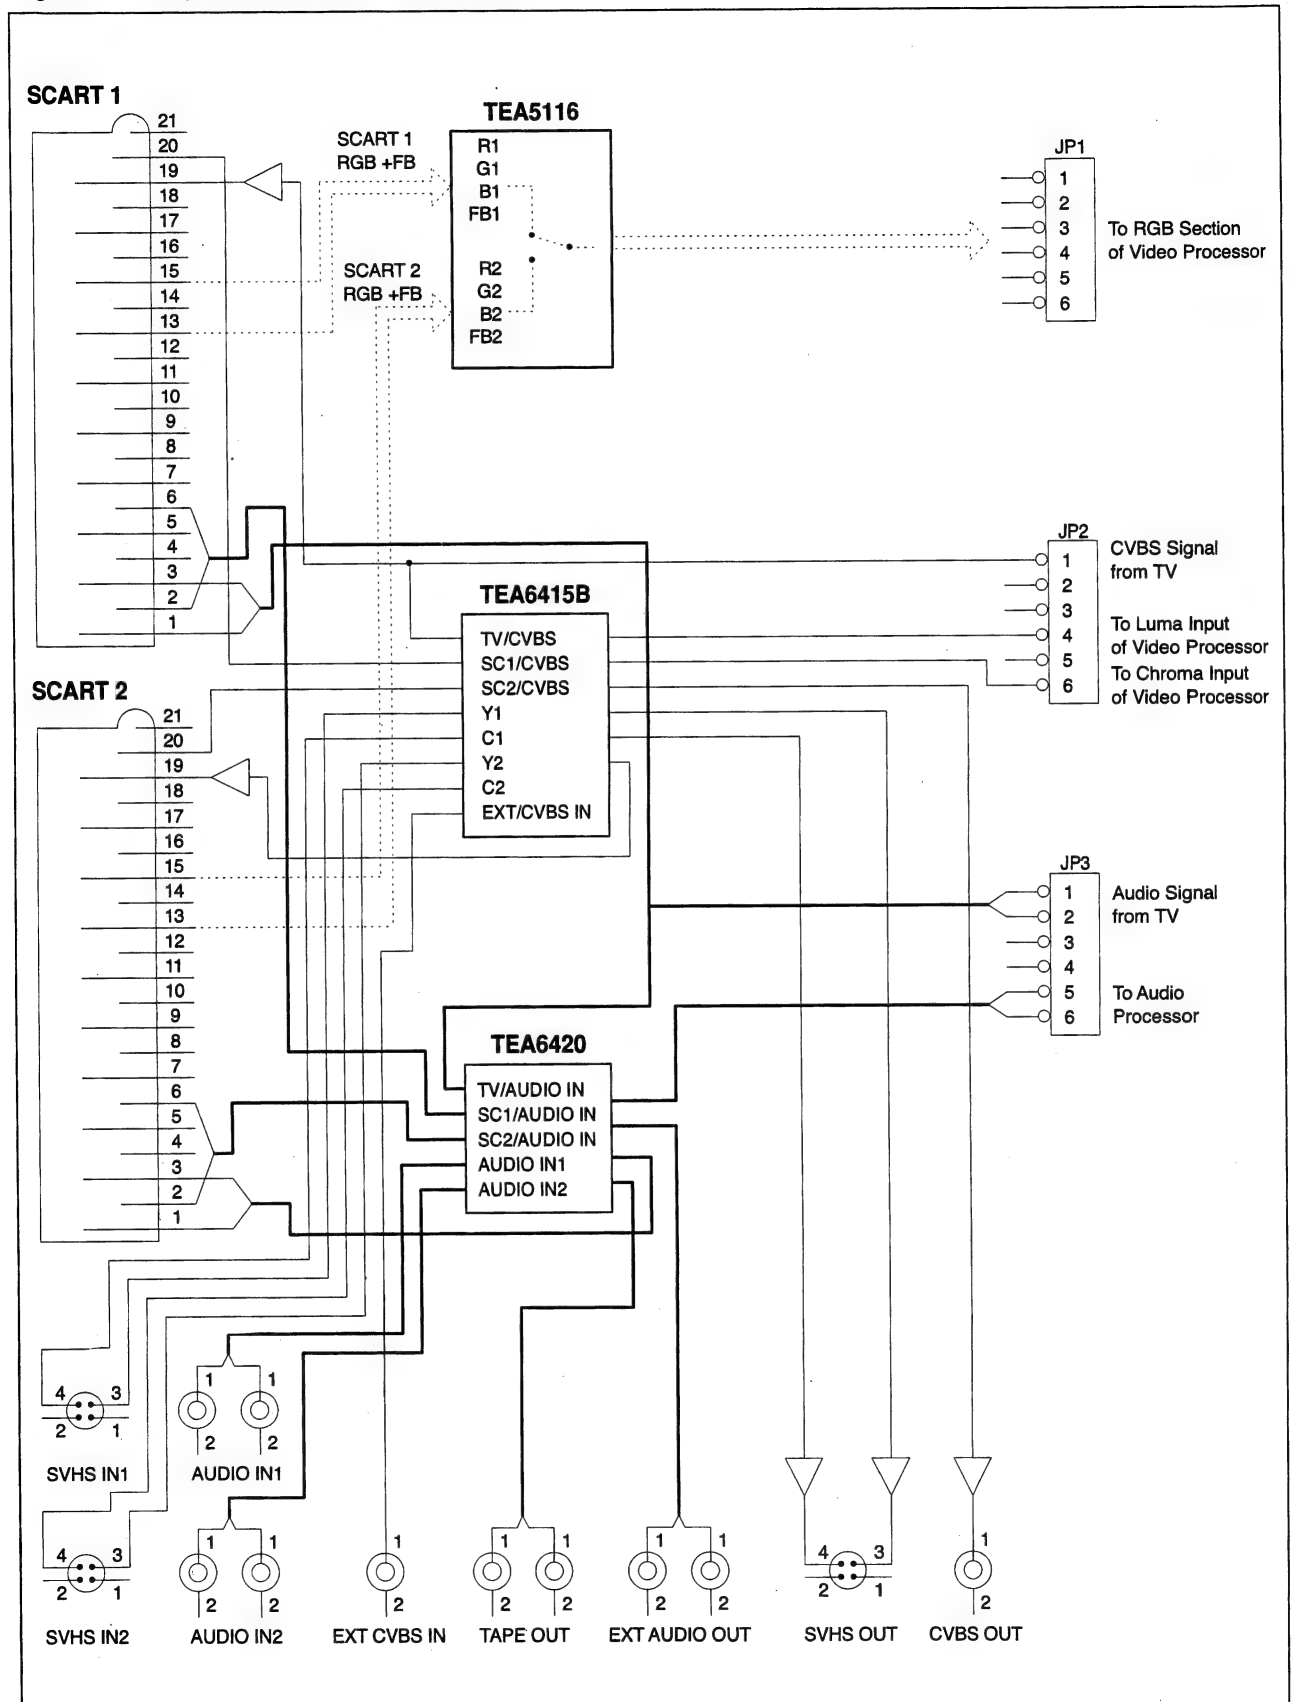 SCART 1
21
20
19
18
17
16
15
14
13
12
11
10
9
8
7
6
5
4
3
2
1
SCART 1
RGB +FB
SCART 2
RGB +FB
TEA5116
R1
G1
B1
FB1
R2
G2
B2
FB2
JP1
1
2
3
4
5
6
To RGB Section
of Video Processor
JP2
1
2
3
4
5
6
CVBS Signal
from TV
To Luma Input
of Video Processor
To Chroma Input
of Video Processor
TEA6415B
TV/CVBS
SC1/CVBS
SC2/CVBS
Y1
C1
Y2
C2
EXT/CVBS IN
SCART 2
21
20
19
18
17
16
15
14
13
12
11
10
9
8
7
6
5
4
3
2
1
JP3
1
2
3
4
5
6
Audio Signal
from TV
To Audio
Processor
TEA6420
TV/AUDIO IN
SC1/AUDIO IN
SC2/AUDIO IN
AUDIO IN1
AUDIO IN2
4 3
2 1
SVHS IN1
1 1
2 2
AUDIO IN1
4 3
2 1
SVHS IN2
1 1
2 2
AUDIO IN2
1
2
EXT CVBS IN
1 1
2 2
TAPE OUT
1 1
2 2
EXT AUDIO OUT
4 3
2 1
SVHS OUT
1
2
CVBS OUT